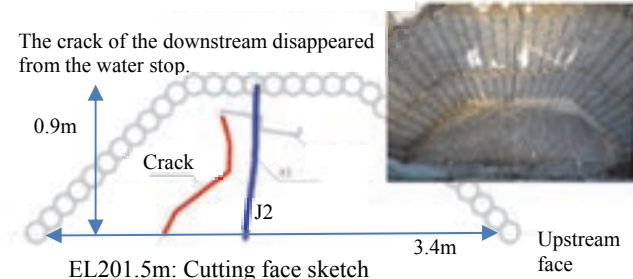 The crack of the downstream disappeared
from the water stop.
0.9m
Crack
J2
3.4m
Upstream
face
EL201.5m: Cutting face sketch